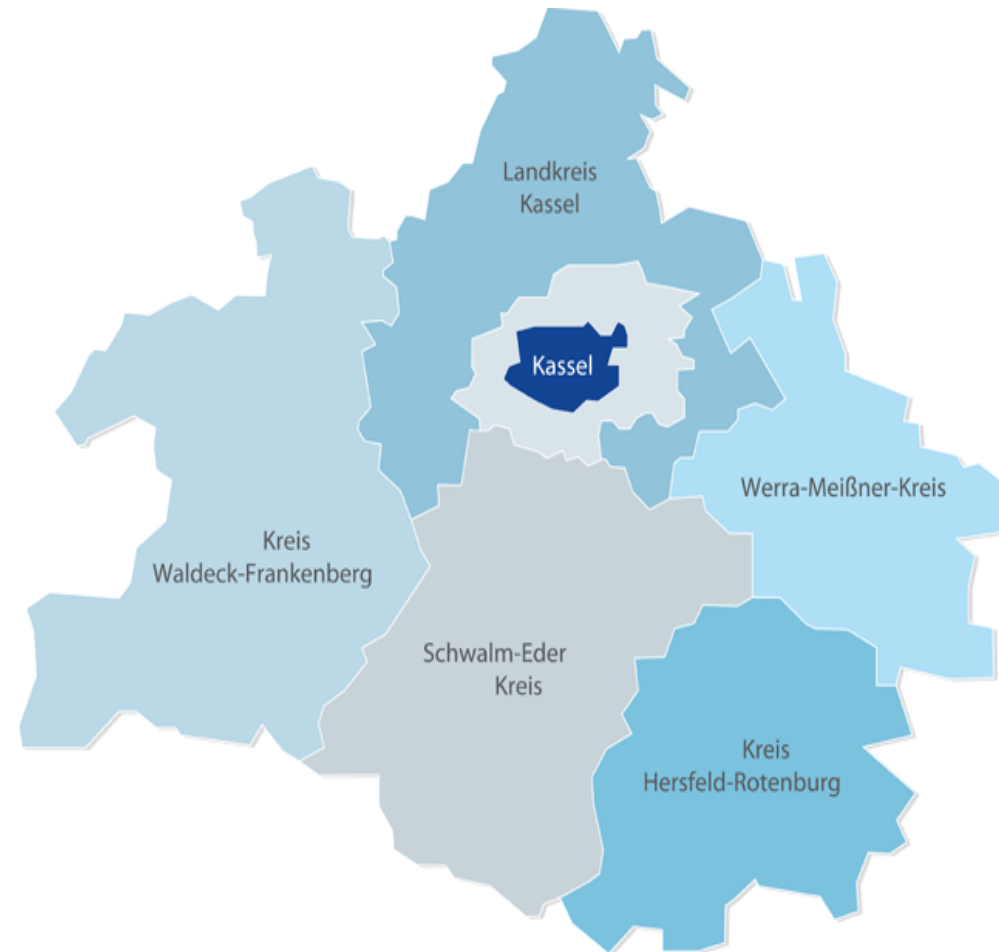 Landkreis
Kassel
Kassel
Werra-Meißner-Kreis
Kreis
Waldeck-Frankenberg
Schwalm-Eder
Kreis
Kreis
Hersfeld-Rotenburg